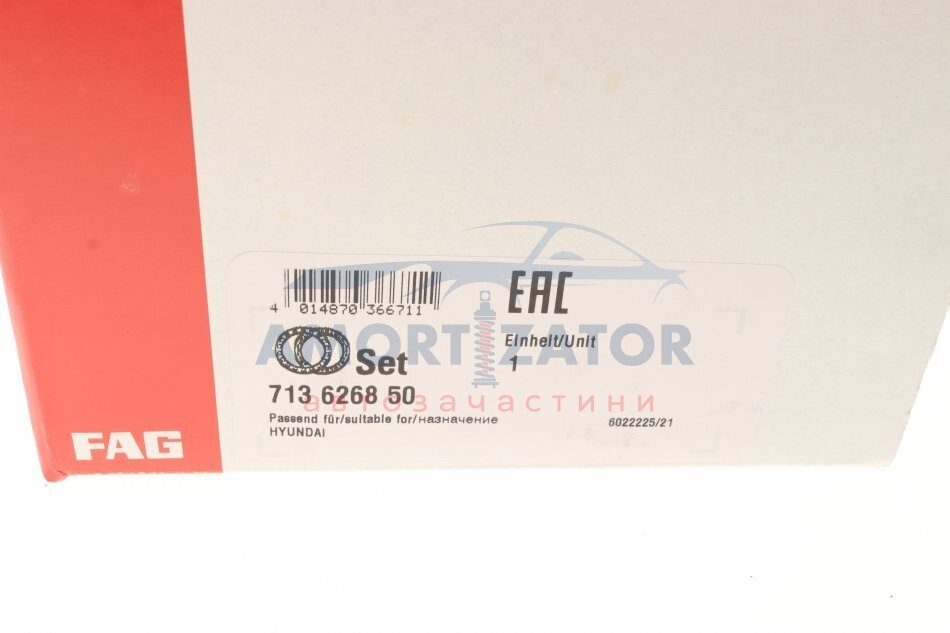 4 014870 366711
EAC
AMORTIZATOR
Einheit/Unit
Set
1
713 6268 50
автозачастини
Passend für/suitable for/назначение
HYUNDAI
6022225/21
FAG